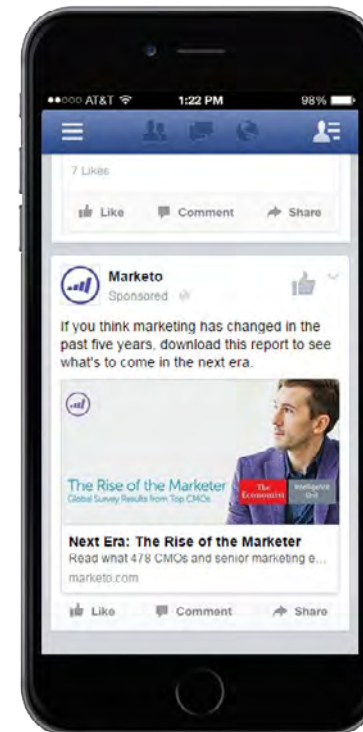 AT&T 1:22 PM 98%
7 Likes
Like Comment Share
Marketo
Sponsored
If you think marketing has changed in the
past five years, download this report to see
what's to come in the next era.
The Rise of the Marketer
Global Survey Results from Top CMOs
The Economist
Intelligence Unit
Next Era: The Rise of the Marketer
Read what 478 CMOs and senior marketing e...
marketo.com
Like Comment Share